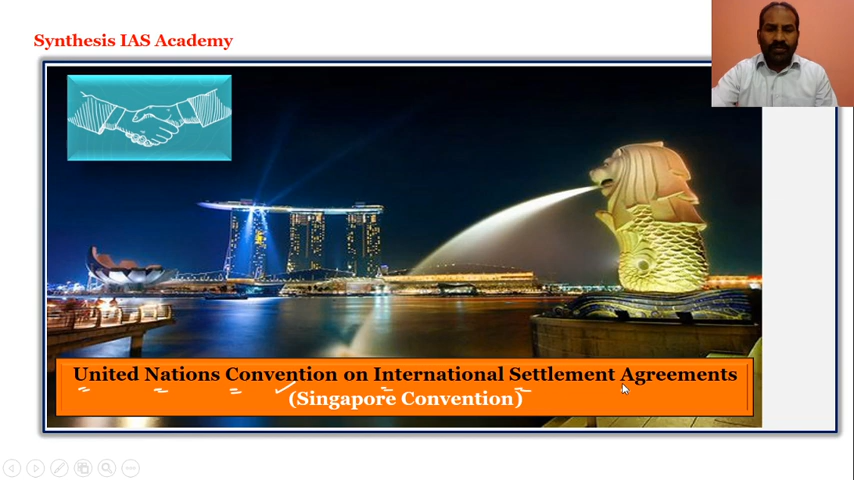 Synthesis IAS Academy
United Nations Convention on International Settlement Agreements
(Singapore Convention)